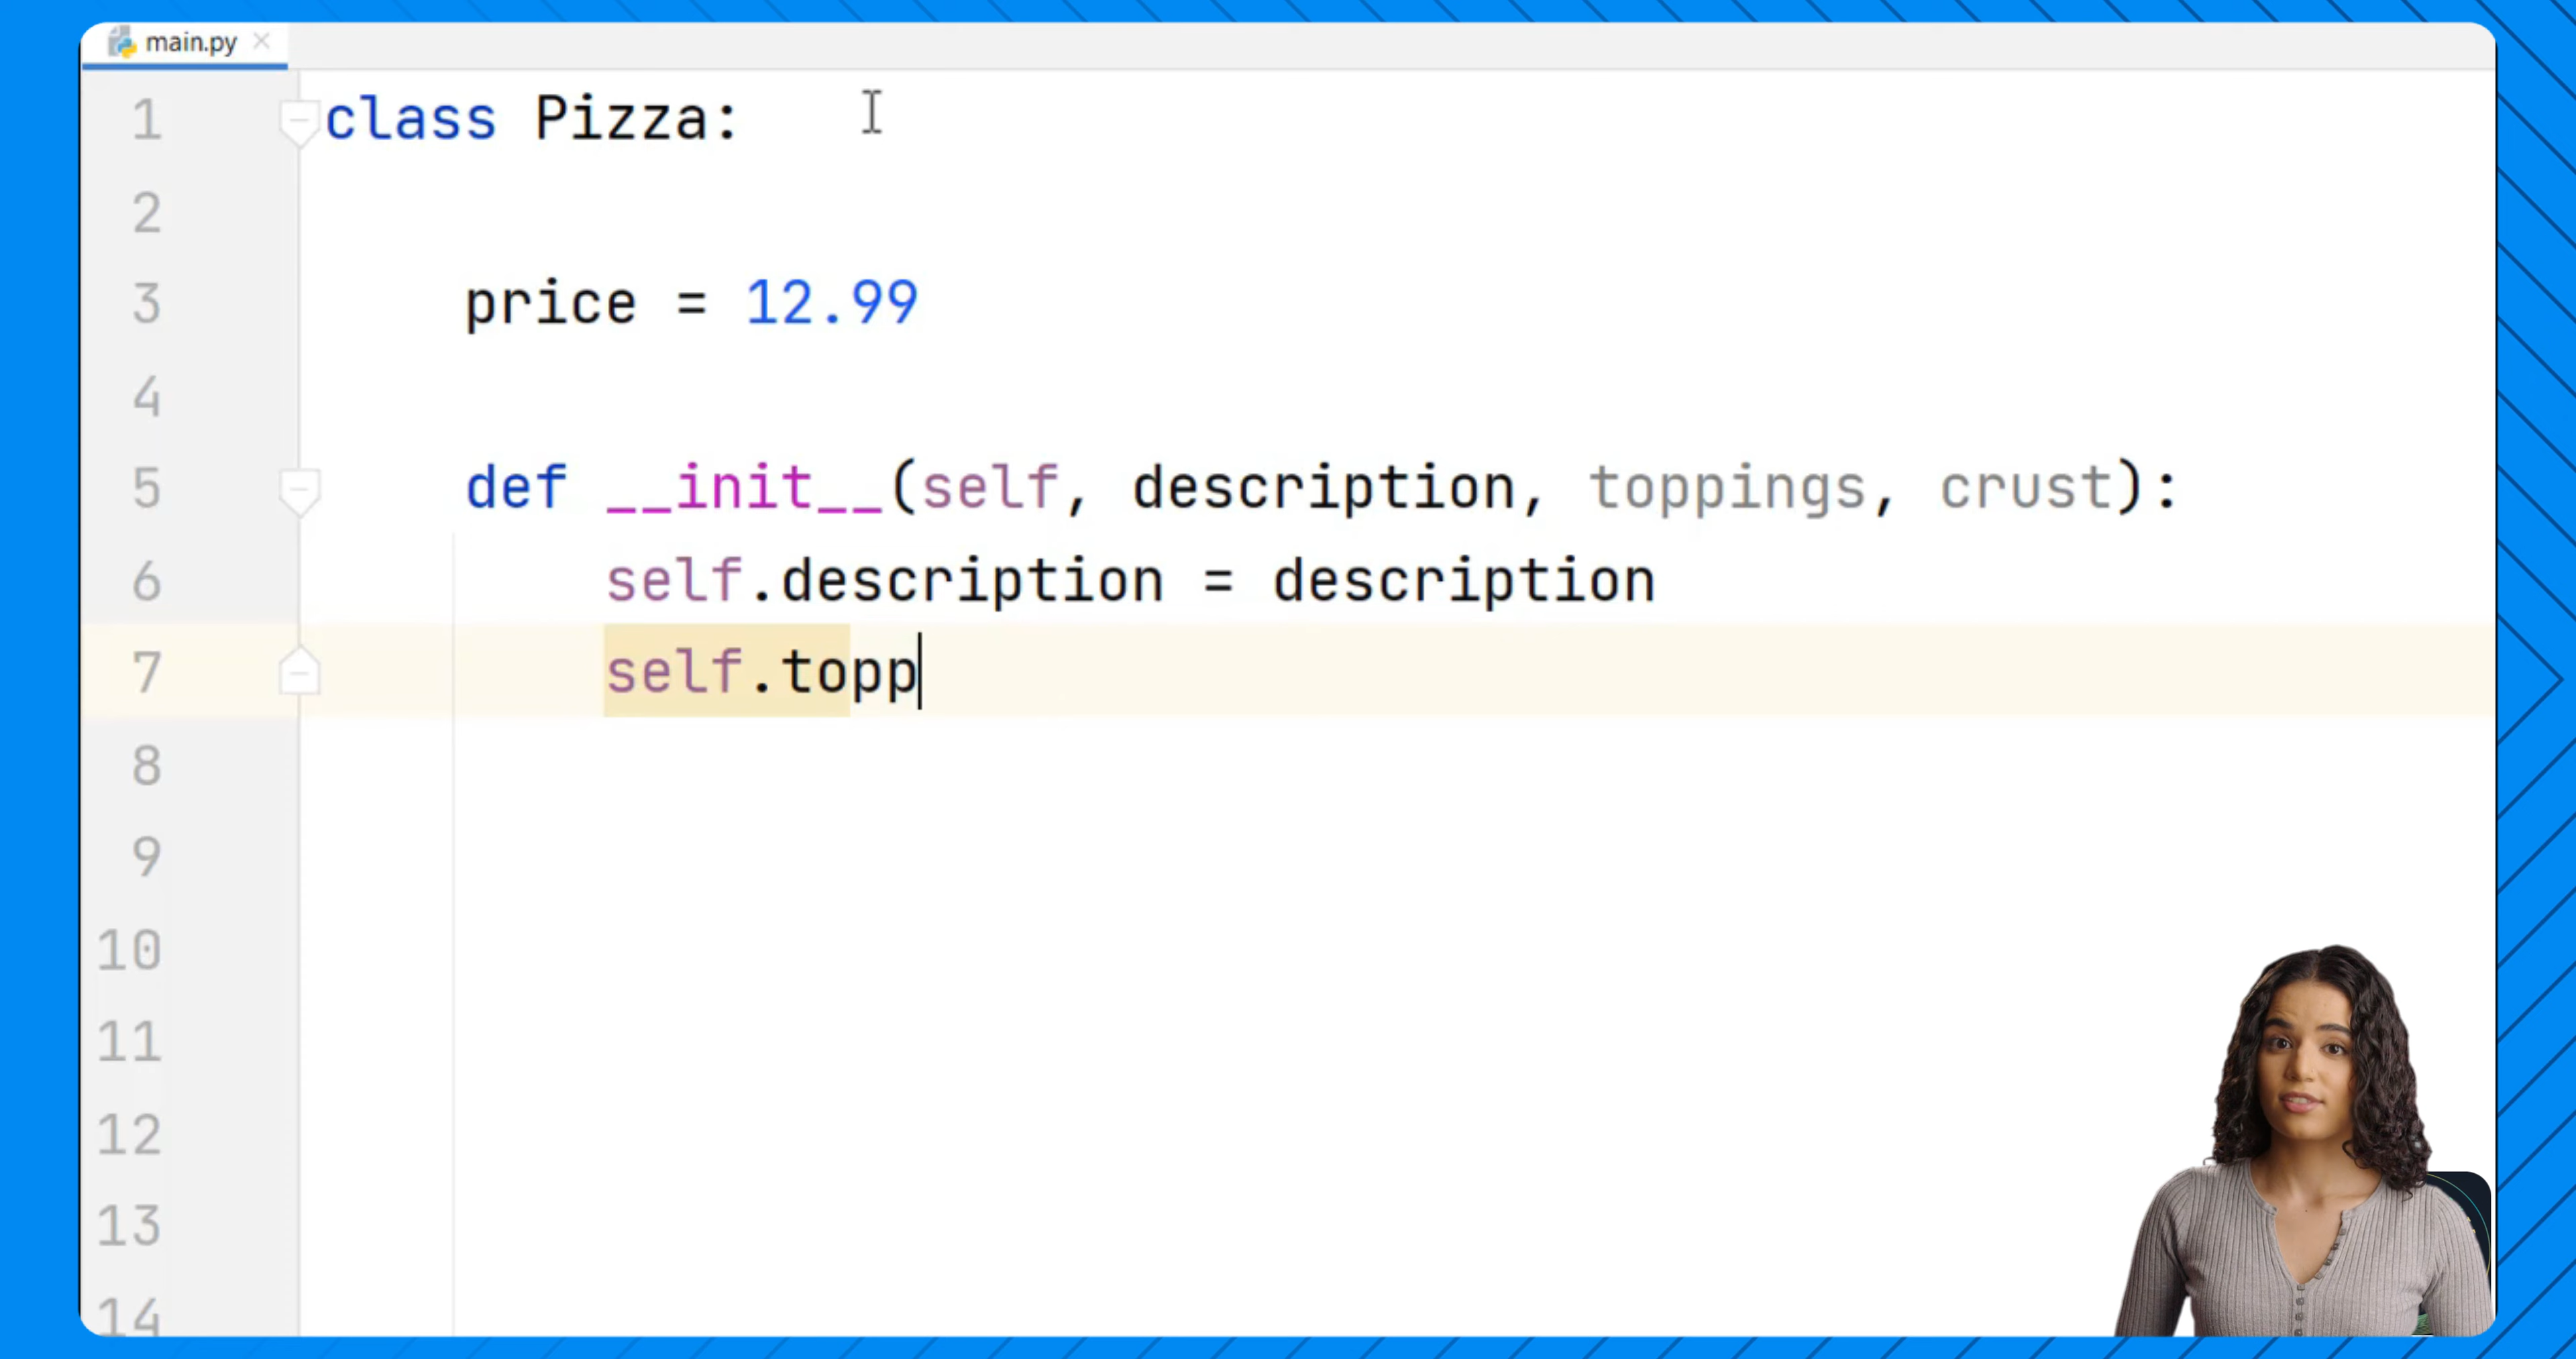 main.py
1 class Pizza:
2
3 price = 12.99
4
5 def __init__(self, description, toppings, crust):
6 self.description = description
7 self.topp
8
9
10
11
12
13
14